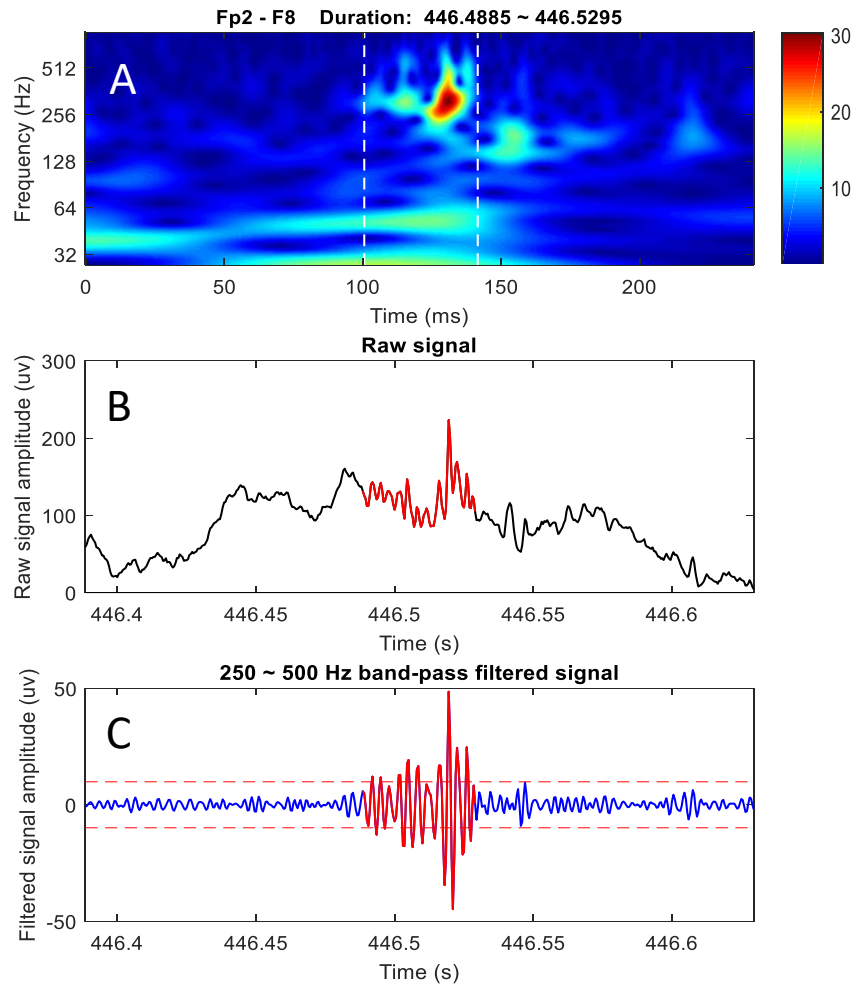 Fp2 - F8    Duration:  446.4885 ~ 446.5295
A
Frequency (Hz)
512
256
128
64
32
0
50
100
150
200
Time (ms)
30
20
10
Raw signal
B
Raw signal amplitude (uv)
300
200
100
0
446.4
446.45
446.5
446.55
446.6
Time (s)
250 ~ 500 Hz band-pass filtered signal
C
Filtered signal amplitude (uv)
50
0
-50
446.4
446.45
446.5
446.55
446.6
Time (s)